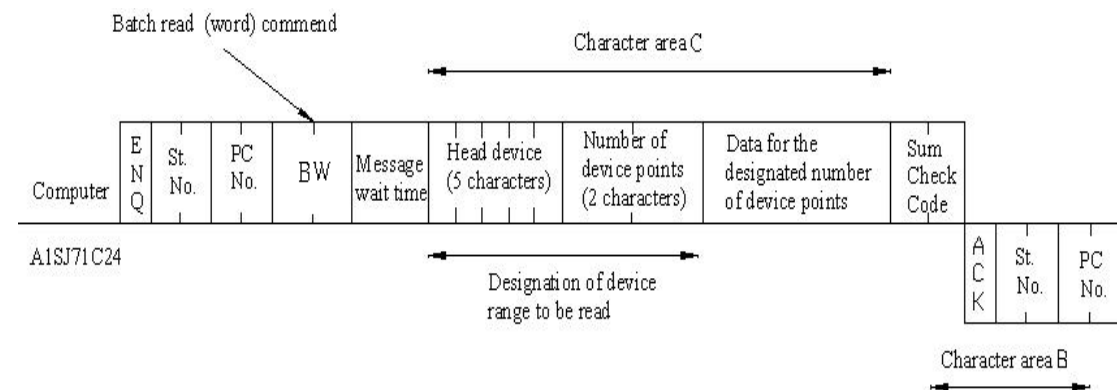 Batch read (word) commend
Character area C
Computer
E
N
Q
St.
No.
PC
No.
BW
Message
wait time
Head device
(5 characters)
Number of
device points
(2 characters)
Data for the
designated number
of device points
Sum
Check
Code
A1SJ71C24
A
C
K
St.
No.
PC
No.
Designation of device
range to be read
Character area B